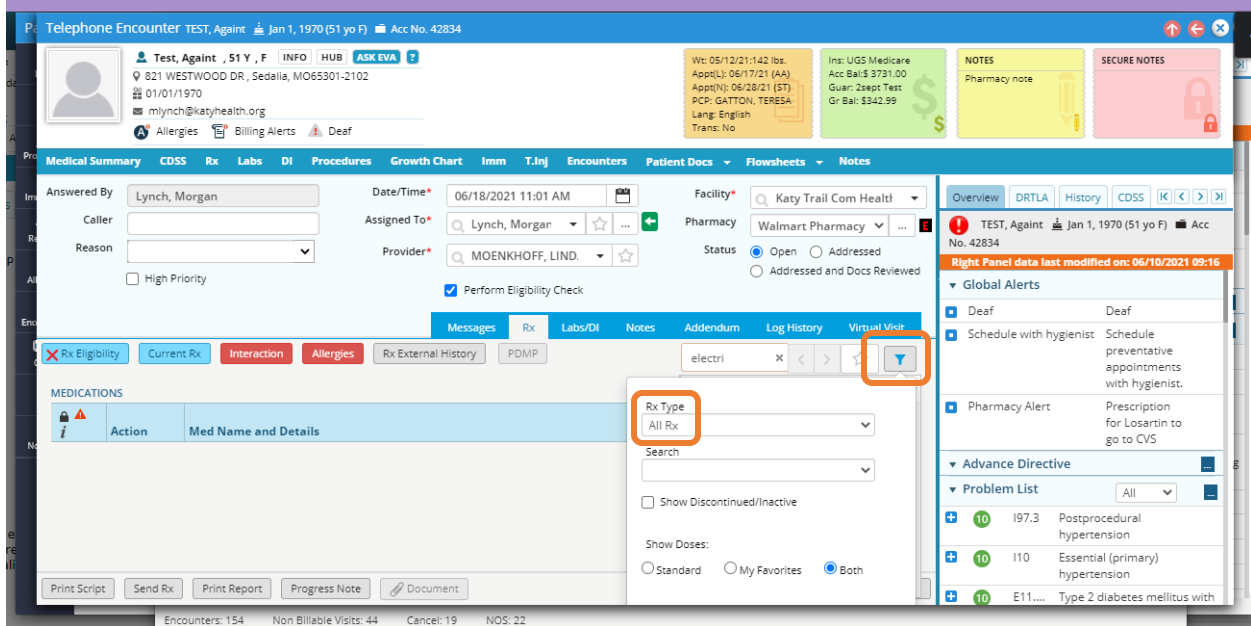 Telephone Encounter TEST, Againt Jan 1, 1970 (51 yo F) Acc No. 42834
Test, Againt , 51 Y , F INFO HUB ASK EVA ?
821 WESTWOOD DR , Sedalia, MO65301-2102
01/01/1970
mlynch@katyhealth.org
Allergies Billing Alerts Deaf
Wt: 05/12/21:142 lbs.
Appt(L): 06/17/21 (AA)
Appt(N): 06/28/21 (ST)
PCP: GATTON, TERESA
Lang: English
Trans: No
Ins: UGS Medicare
Acc Bal:$ 3731.00
Guar: 2sept Test
Gr Bal: $342.99
NOTES
Pharmacy note
SECURE NOTES
Medical Summary CDSS Rx Labs DI Procedures Growth Chart Imm T.Inj Encounters Patient Docs Flowsheets Notes
Answered By Lynch, Morgan Date/Time* 06/18/2021 11:01 AM Facility* Katy Trail Com Healtl
Caller Assigned To* Lynch, Morgan ... Pharmacy Walmart Pharmacy ... E
Reason Provider* MOENKHOFF, LIND. Status Open Addressed
High Priority Addressed and Docs Reviewed
Perform Eligibility Check
Messages Rx Labs/DI Notes Addendum Log History Virtual Visit
Rx Eligibility Current Rx Interaction Allergies Rx External History PDMP electri
MEDICATIONS
i Action Med Name and Details
Rx Type
All Rx
Search
Show Discontinued/Inactive
Show Doses:
Standard My Favorites Both
Print Script Send Rx Print Report Progress Note Document
Overview DRTLA History CDSS
TEST, Againt Jan 1, 1970 (51 yo F) Acc
No. 42834
Right Panel data last modified on: 06/10/2021 09:16
Global Alerts
Deaf Deaf
Schedule with hygienist Schedule
preventative
appointments
with hygienist.
Pharmacy Alert Prescription
for Losartin to
go to CVS
Advance Directive ...
Problem List All ...
10 I97.3 Postprocedural
hypertension
10 I10 Essential (primary)
hypertension
10 E11.... Type 2 diabetes mellitus with
Encounters: 154 Non Billable Visits: 44 Cancel: 19 NOS: 22